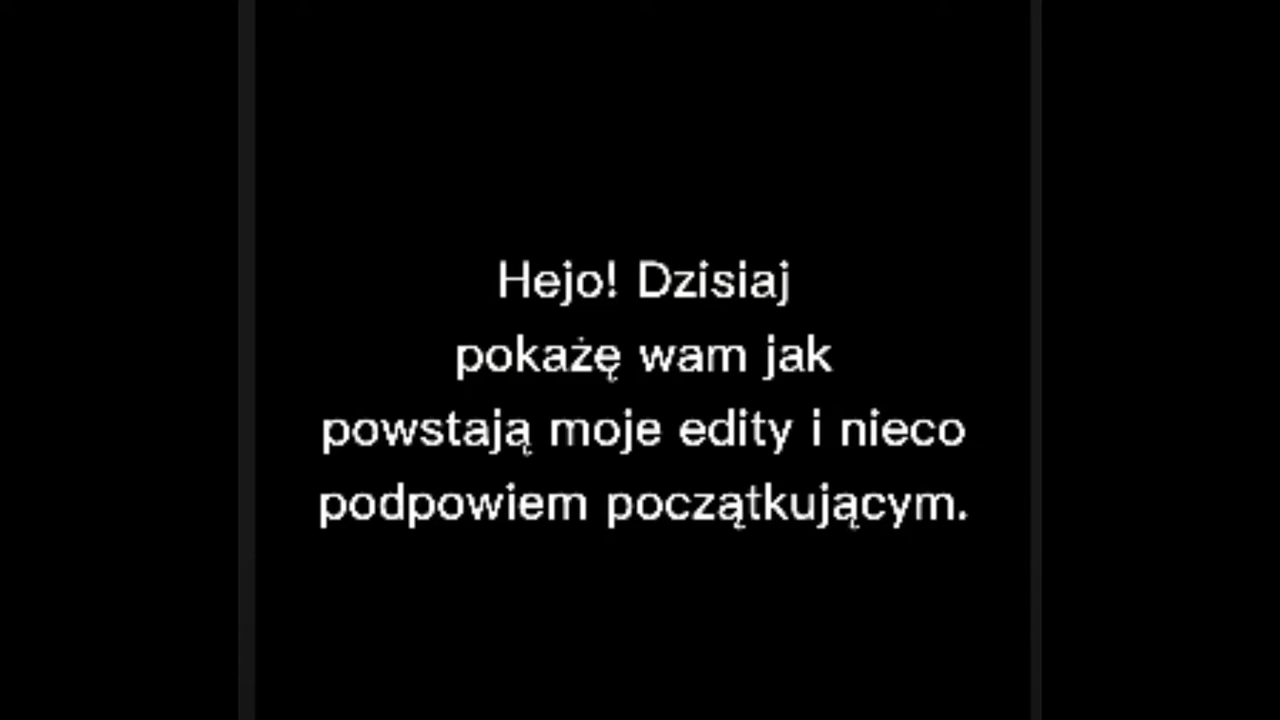 Hejo! Dzisiaj
pokażę wam jak
powstają moje edity i nieco
podpowiem początkującym.